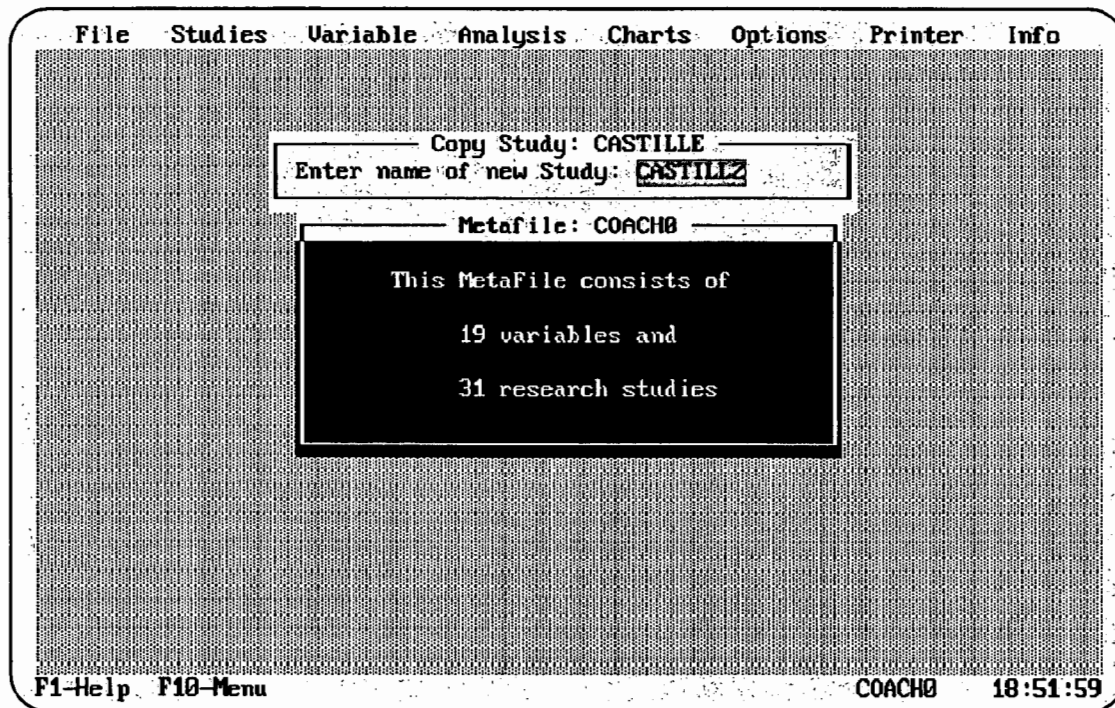 File Studies Variable Analysis Charts Options Printer Info
Copy Study: CASTILLE
Enter name of new Study: CASTILLZ
Metafile: COACH0
This MetaFile consists of
19 variables and
31 research studies
F1-Help F10-Menu COACH0 18:51:59